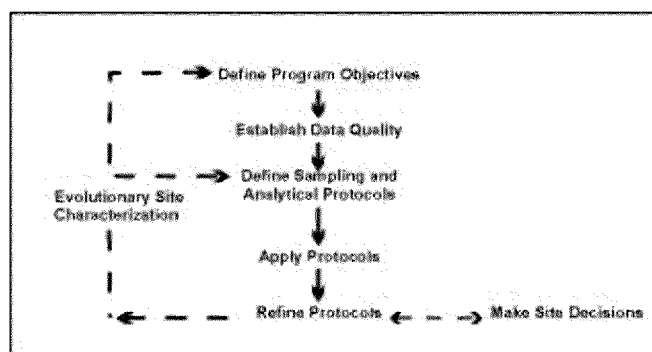 Define Program Objectives
Establish Data Quality
Define Sampling and
Analytical Protocols
Evolutionary Site
Characterization
Apply Protocols
Refine Protocols
Make Site Decisions